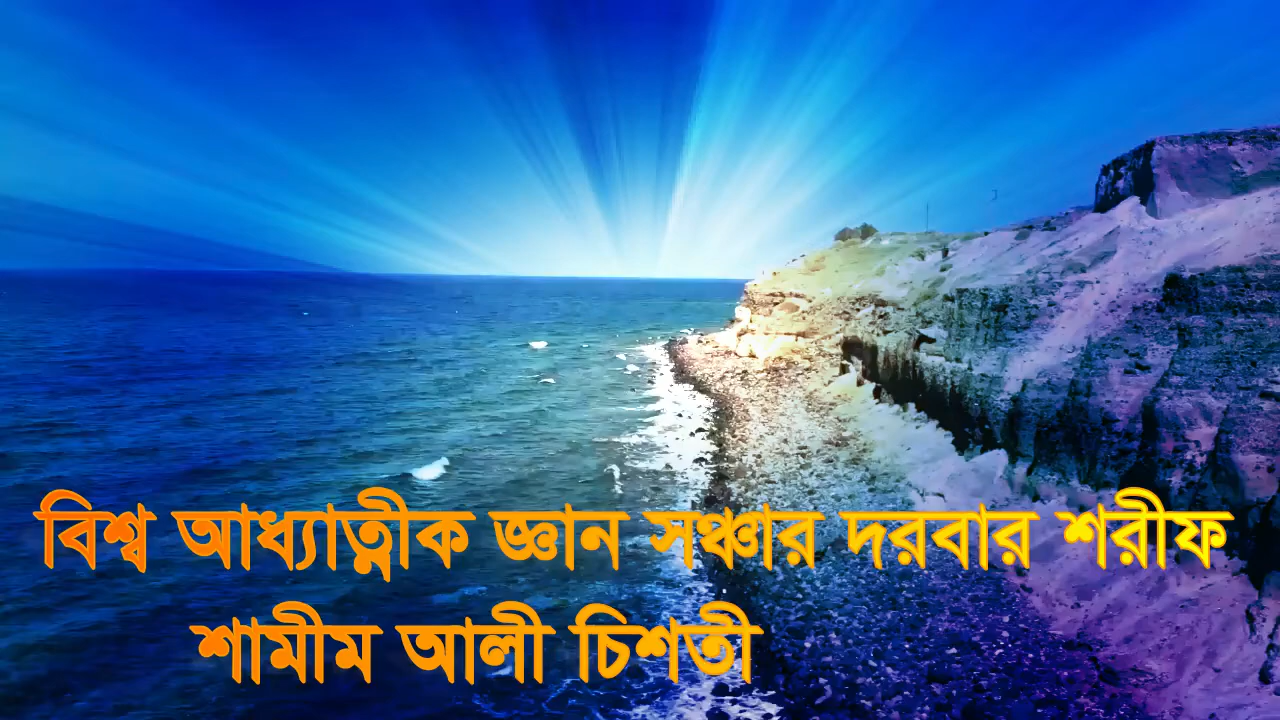 বিশ্ব আধ্যাত্নীক জ্ঞান সঞ্চার দরবার শরীফ
শামীম আলী চিশতী